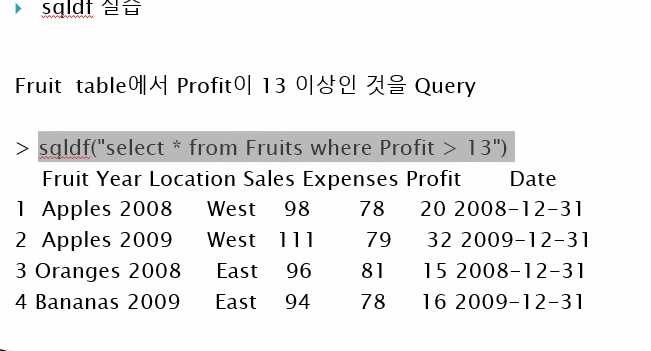 sqldf 실습
Fruit table에서 Profit이 13 이상인 것을 Query
> sqldf("select * from Fruits where Profit > 13")
Fruit Year Location Sales Expenses Profit Date
1 Apples 2008 West 98 78 20 2008-12-31
2 Apples 2009 West 111 79 32 2009-12-31
3 Oranges 2008 East 96 81 15 2008-12-31
4 Bananas 2009 East 94 78 16 2009-12-31